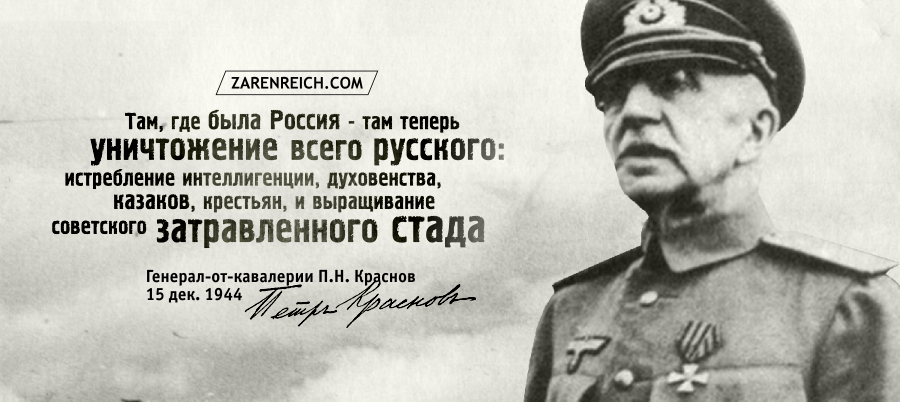 ZARENREICH.COM
Там, где была Россия - там теперь
уничтожение всего русского:
истребление интеллигенции, духовенства,
казаков, крестьян, и выращивание
советского затравленного стада
Генерал-от-кавалерии П.Н. Краснов
15 дек. 1944
Петръ Красновъ